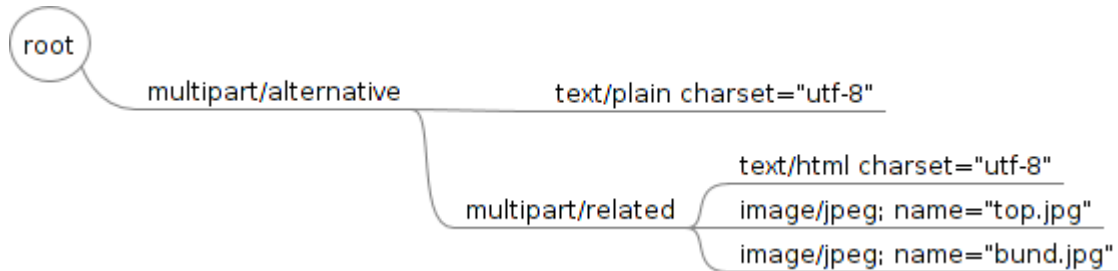 root
multipart/alternative
text/plain charset="utf-8"
text/html charset="utf-8"
multipart/related
image/jpeg; name="top.jpg"
image/jpeg; name="bund.jpg"